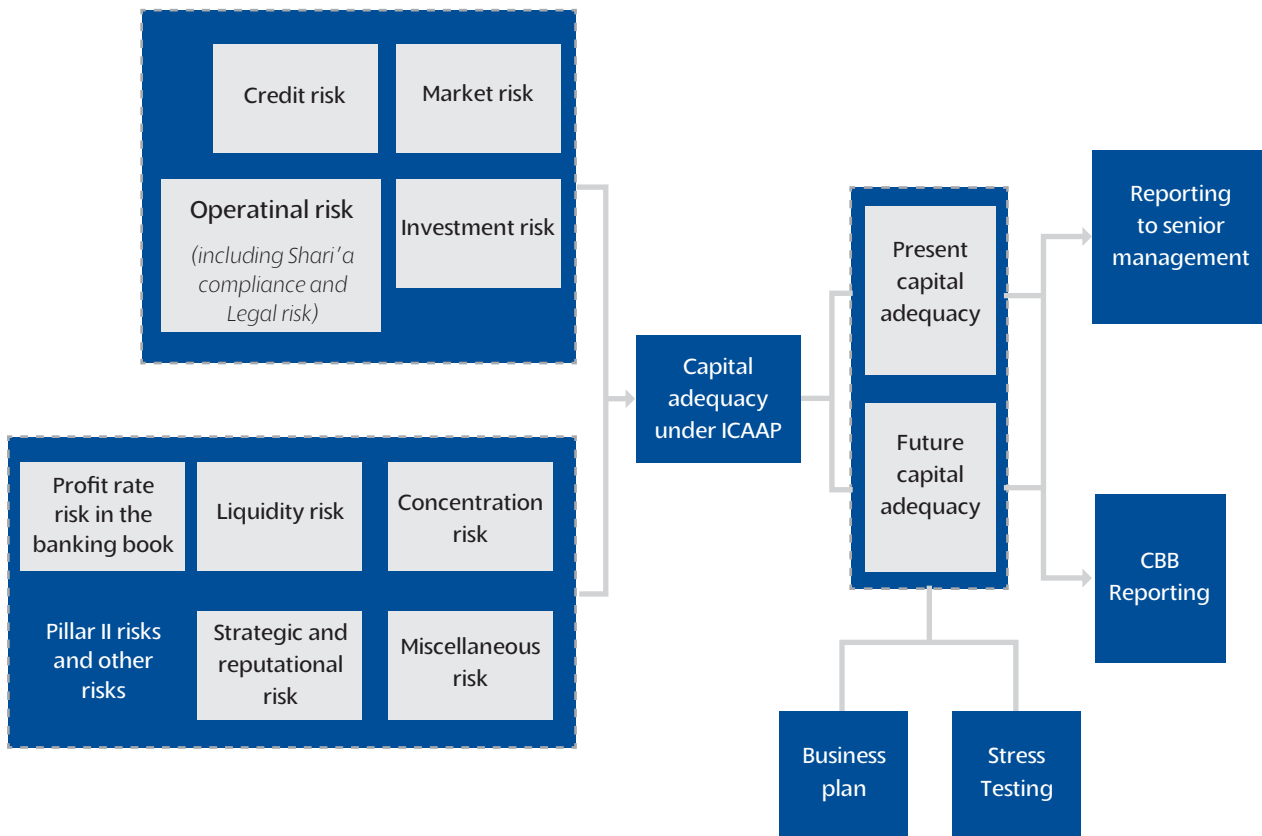 Credit risk
Market risk
Operatinal risk
(including Shari’a
compliance and
Legal risk)
Investment risk
Profit rate
risk in the
banking book
Liquidity risk
Concentration
risk
Pillar II risks
and other
risks
Strategic and
reputational
risk
Miscellaneous
risk
Capital
adequacy
under ICAAP
Present
capital
adequacy
Future
capital
adequacy
Reporting
to senior
management
CBB
Reporting
Business
plan
Stress
Testing